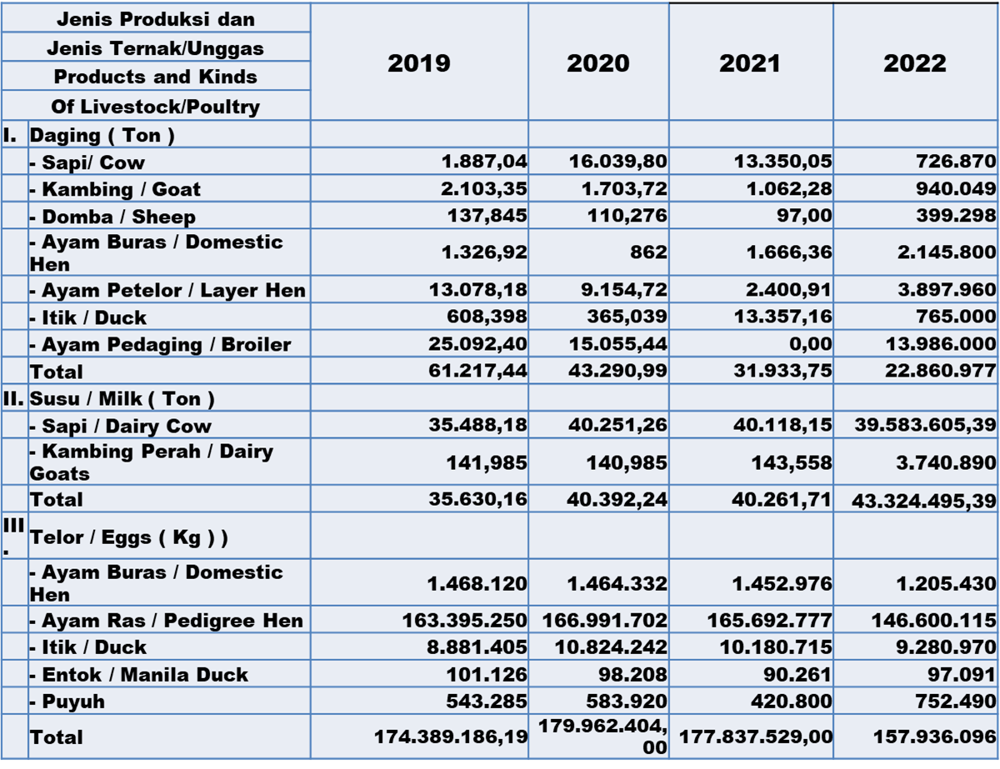 Jenis Produksi dan
Jenis Ternak/Unggas
Products and Kinds
Of Livestock/Poultry
2019 2020 2021 2022
I. Daging ( Ton )
- Sapi/ Cow 1.887,04 16.039,80 13.350,05 726.870
- Kambing / Goat 2.103,35 1.703,72 1.062,28 940.049
- Domba / Sheep 137,845 110,276 97,00 399.298
- Ayam Buras / Domestic
Hen 1.326,92 862 1.666,36 2.145.800
- Ayam Petelor / Layer Hen 13.078,18 9.154,72 2.400,91 3.897.960
- Itik / Duck 608,398 365,039 13.357,16 765.000
- Ayam Pedaging / Broiler 25.092,40 15.055,44 0,00 13.986.000
Total 61.217,44 43.290,99 31.933,75 22.860.977
II. Susu / Milk ( Ton )
- Sapi / Dairy Cow 35.488,18 40.251,26 40.118,15 39.583.605,39
- Kambing Perah / Dairy
Goats 141,985 140,985 143,558 3.740.890
Total 35.630,16 40.392,24 40.261,71 43.324.495,39
III
. Telor / Eggs ( Kg ) )
- Ayam Buras / Domestic
Hen 1.468.120 1.464.332 1.452.976 1.205.430
- Ayam Ras / Pedigree Hen 163.395.250 166.991.702 165.692.777 146.600.115
- Itik / Duck 8.881.405 10.824.242 10.180.715 9.280.970
- Entok / Manila Duck 101.126 98.208 90.261 97.091
- Puyuh 543.285 583.920 420.800 752.490
Total 174.389.186,19 179.962.404,
00 177.837.529,00 157.936.096